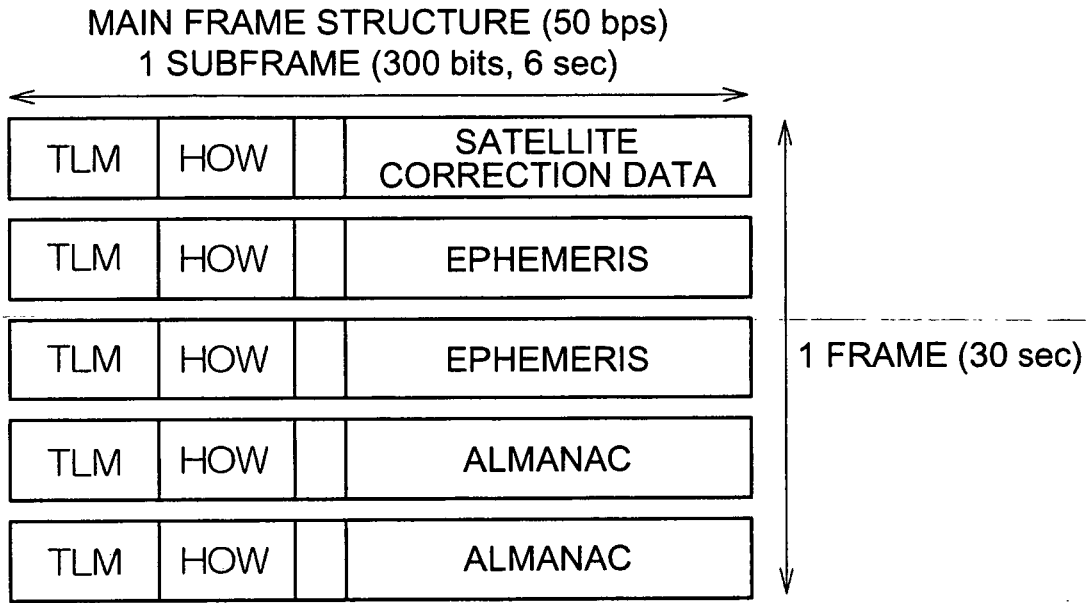 MAIN FRAME STRUCTURE (50 bps)
1 SUBFRAME (300 bits, 6 sec)
TLM HOW SATELLITE CORRECTION DATA
TLM HOW EPHEMERIS
TLM HOW EPHEMERIS
1 FRAME (30 sec)
TLM HOW ALMANAC
TLM HOW ALMANAC